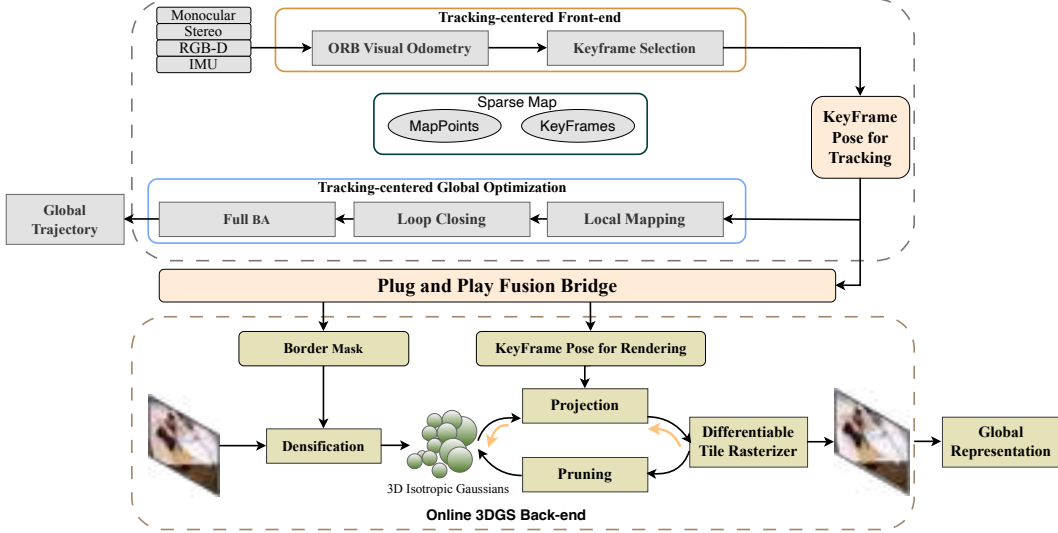 Monocular
Stereo
RGB-D
IMU
Tracking-centered Front-end
ORB Visual Odometry
Keyframe Selection
Sparse Map
MapPoints
KeyFrames
KeyFrame
Pose for
Tracking
Tracking-centered Global Optimization
Global
Trajectory
Full BA
Loop Closing
Local Mapping
Plug and Play Fusion Bridge
Border Mask
KeyFrame Pose for Rendering
Projection
Densification
Differentiable
Tile Rasterizer
Global
Representation
Pruning
3D Isotropic Gaussians
Online 3DGS Back-end